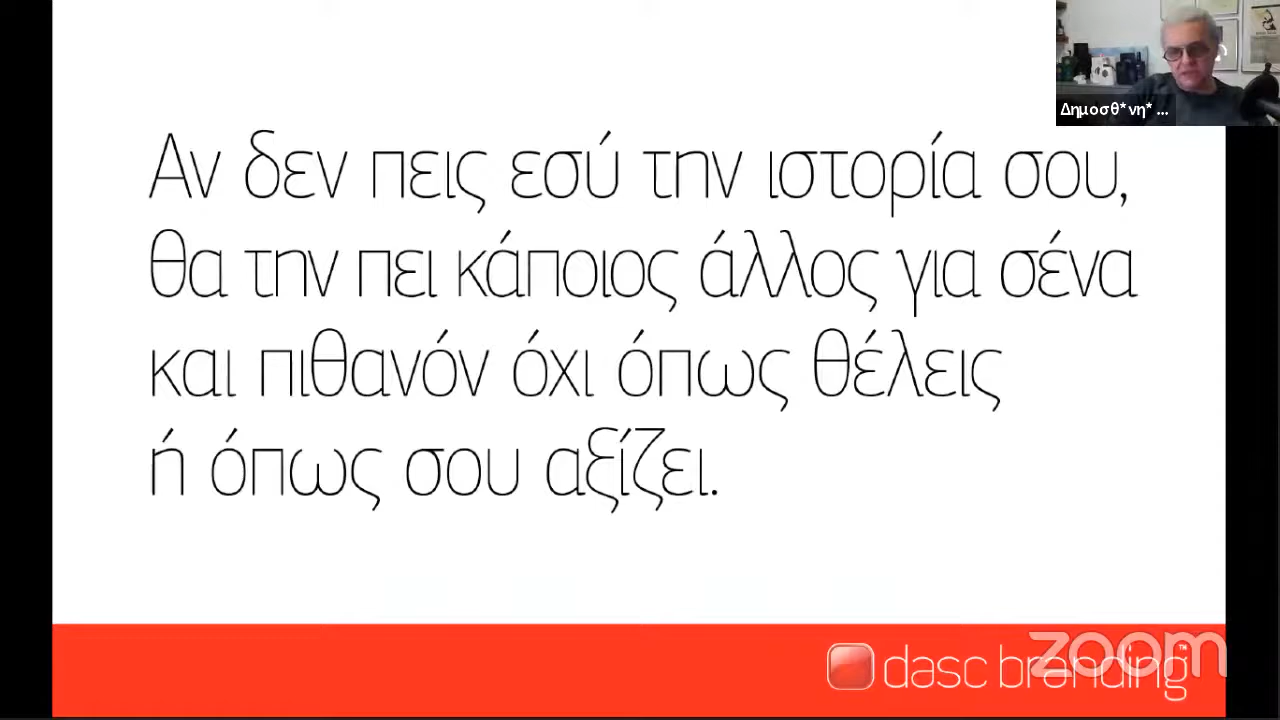 Δημοσθ*νη* ...
Αν δεν πεις εσύ την ιστορία σου,
θα την πει κάποιος άλλος για σένα
και πιθανόν όχι όπως θέλεις
ή όπως σου αξίζει.
dasc branding™
zoom